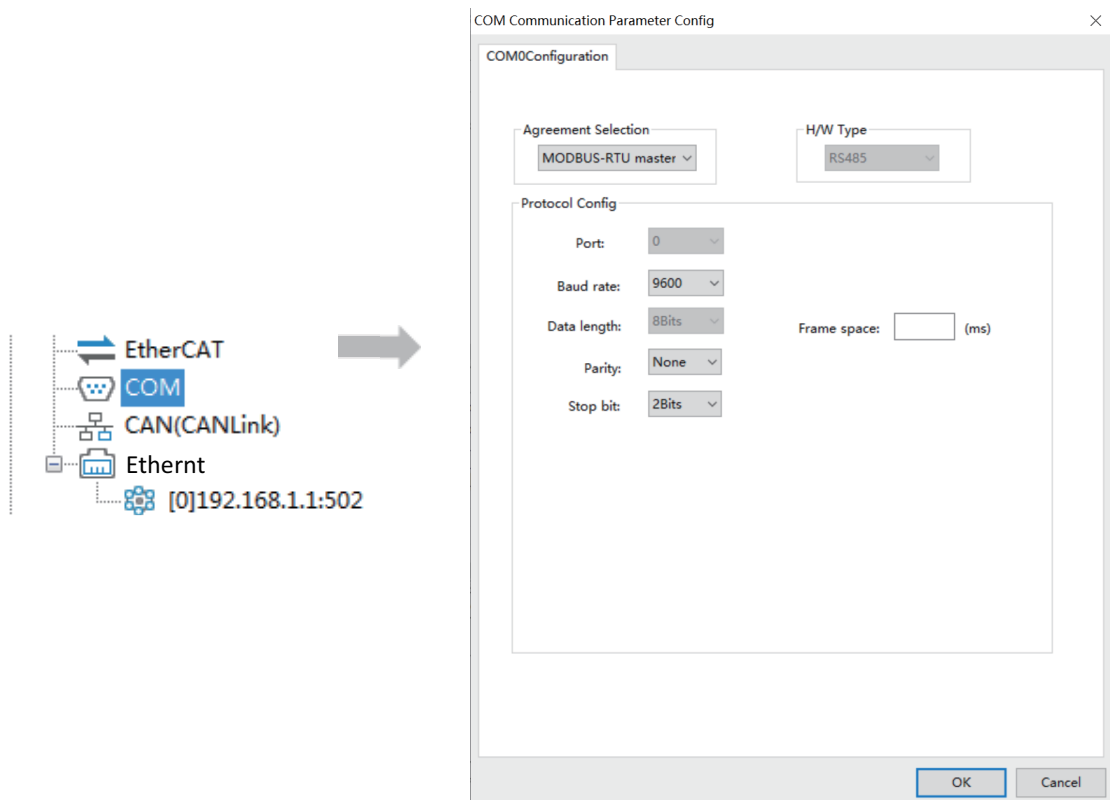 COM Communication Parameter Config
COM0Configuration
Agreement Selection
MODBUS-RTU master
H/W Type
RS485
Protocol Config
Port:
0
Baud rate:
9600
Data length:
8Bits
Frame space:
(ms)
Parity:
None
Stop bit:
2Bits
OK
Cancel
EtherCAT
COM
CAN(CANLink)
Ethernt
[0]192.168.1.1:502